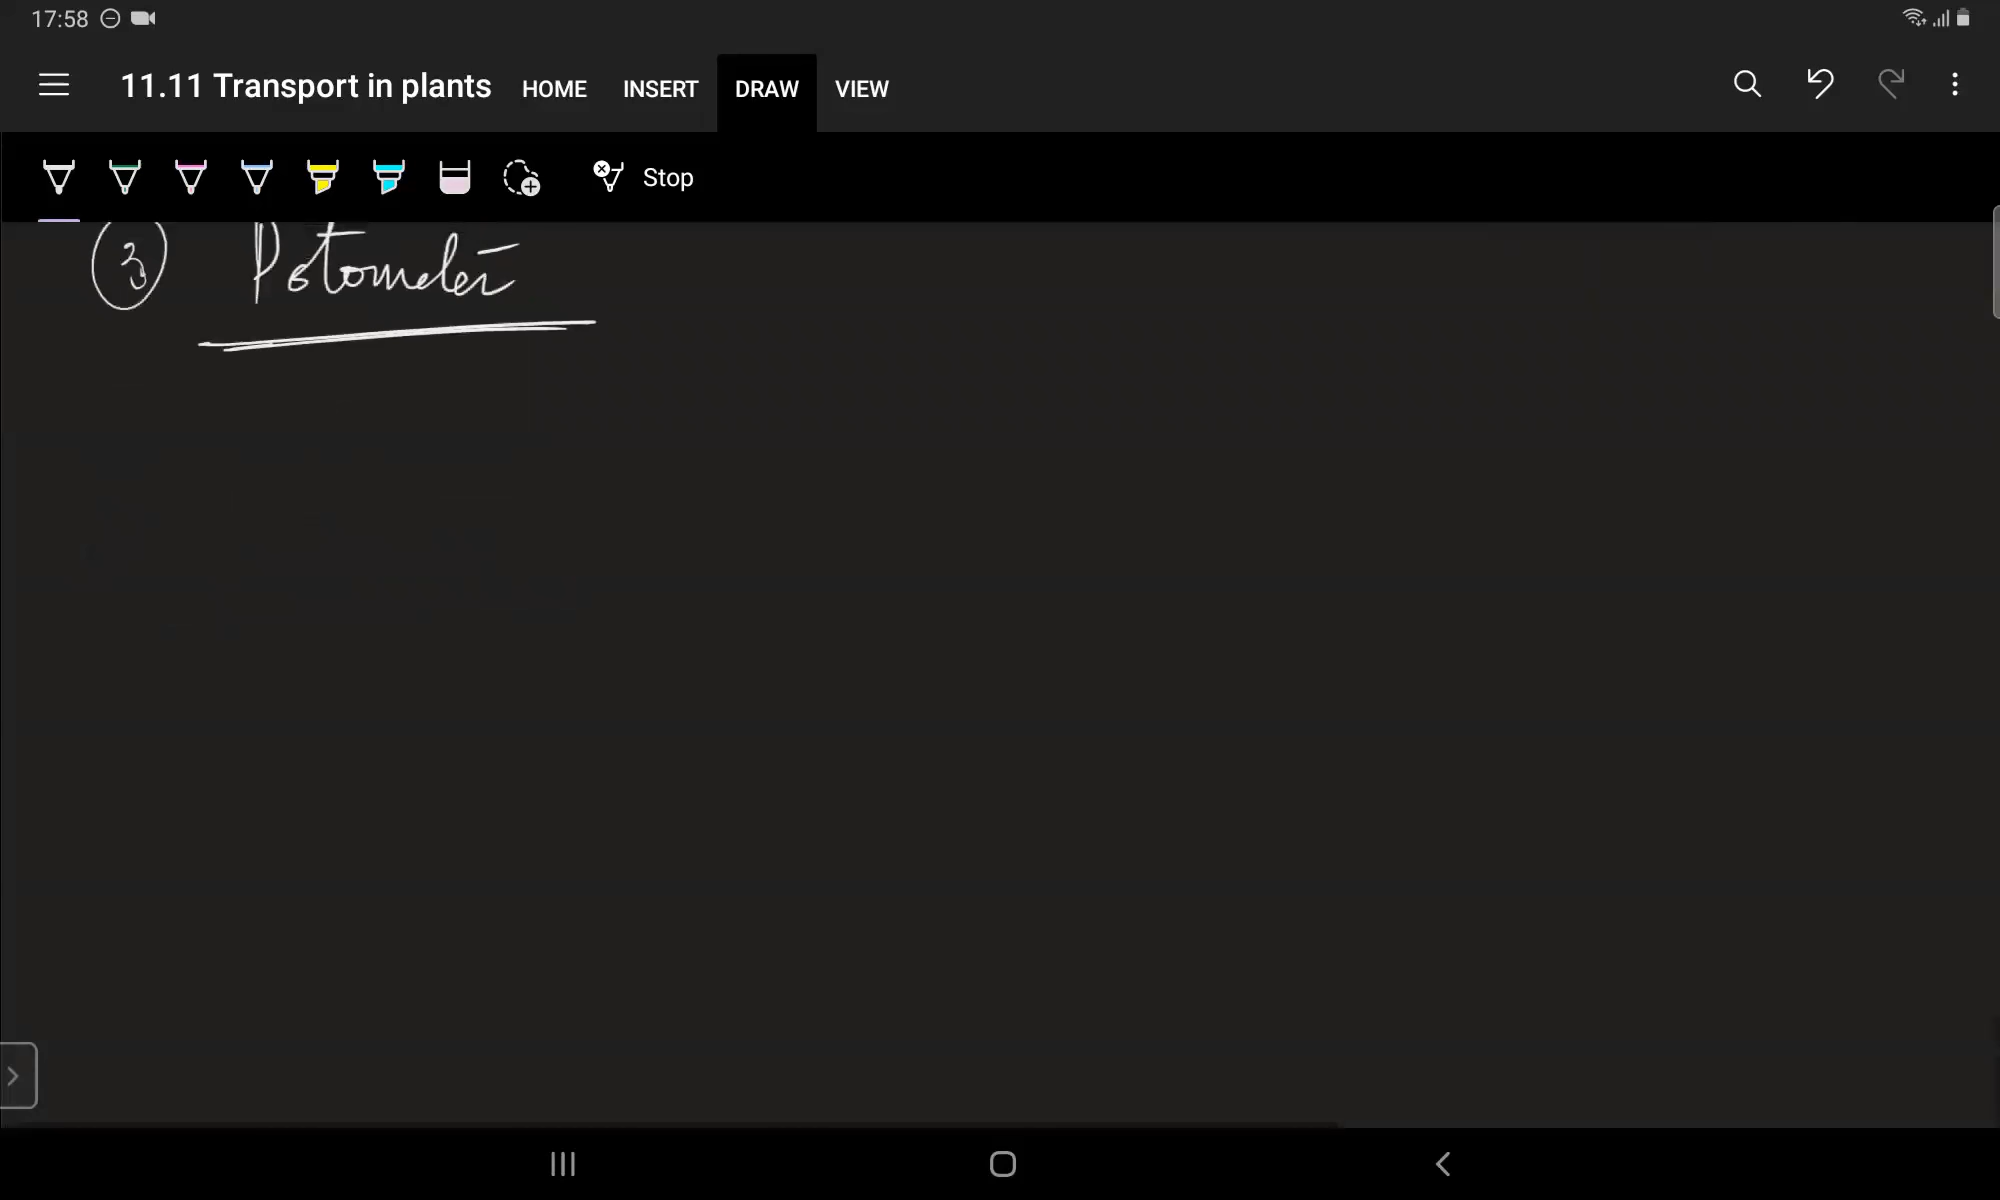 17:58
11.11 Transport in plants HOME INSERT DRAW VIEW
Stop
3 Potometer